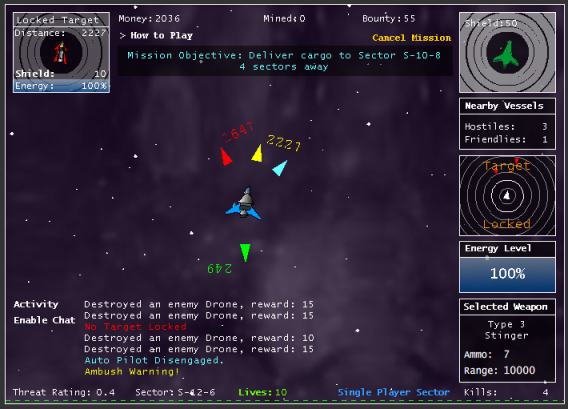 Locked Target
Distance: 2227
Shield: 10
Energy: 100%
Money:2036
Mined:0
Bounty:55
> How to Play
Cancel Mission
Mission Objective: Deliver cargo to Sector S-10-8
4 sectors away
Shield:50
Nearby Vessels
Hostiles: 3
Friendlies: 1
Target
Locked
2227
249
Energy Level
100%
Selected Weapon
Type 3
Stinger
Ammo: 7
Range: 10000
Activity
Enable Chat
Destroyed an enemy Drone, reward: 15
Destroyed an enemy Drone, reward: 15
No Target Locked
Destroyed an enemy Drone, reward: 10
Destroyed an enemy Drone, reward: 15
Auto Pilot Disengaged.
Ambush Warning!
Threat Rating: 0.4
Sector: S-12-6
Lives:10
Single Player Sector
Kills: 4